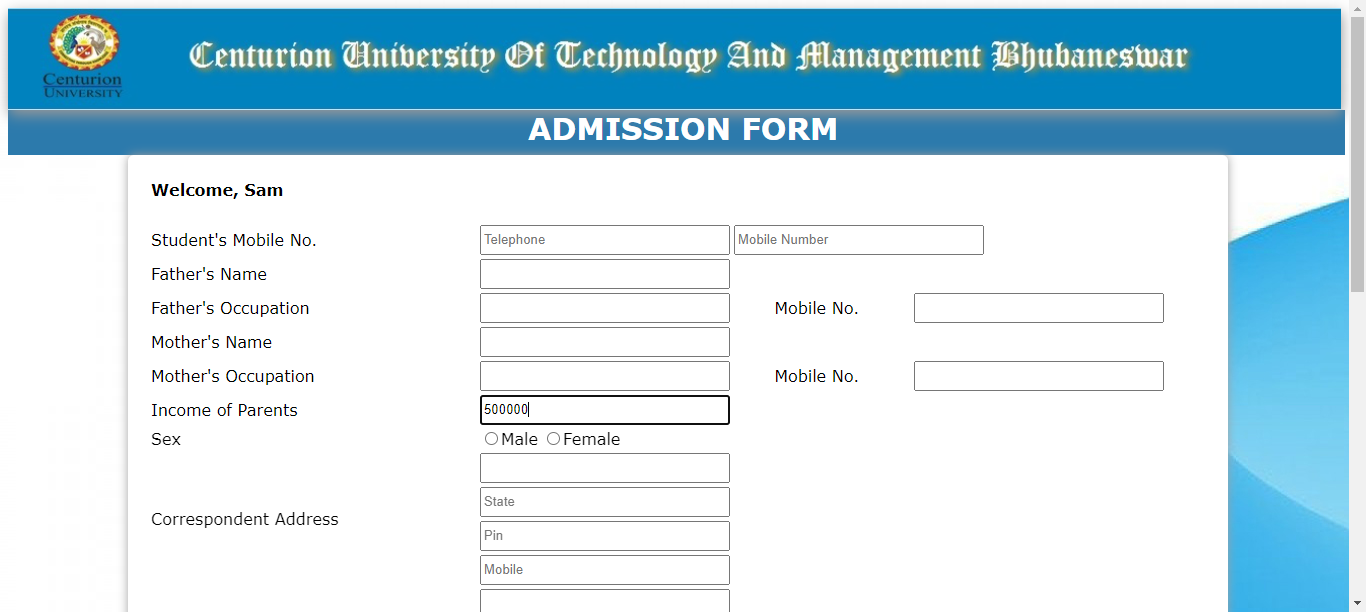 Centurion
UNIVERSITY
Centurion University Of Technology And Management Bhubaneswar
ADMISSION FORM
Welcome, Sam
Student's Mobile No. Telephone Mobile Number
Father's Name
Father's Occupation Mobile No.
Mother's Name
Mother's Occupation Mobile No.
Income of Parents 500000
Sex Male Female
State
Correspondent Address
Pin
Mobile